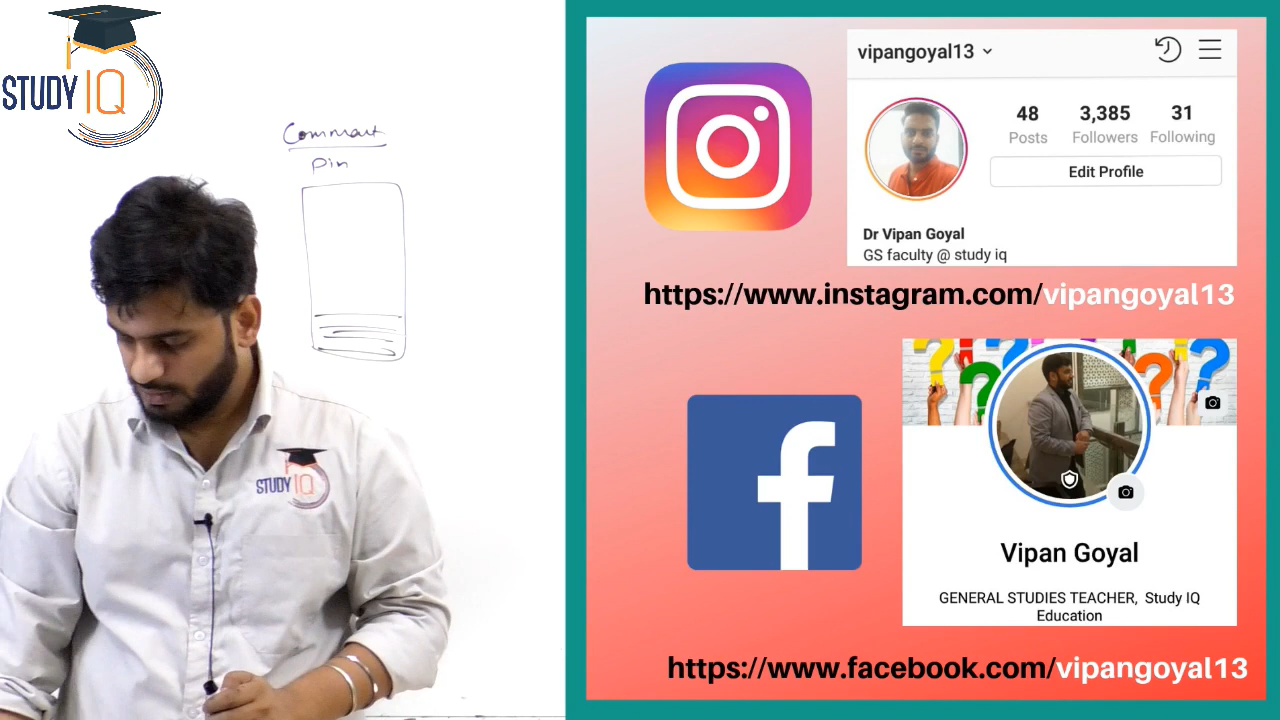 STUDY IQ
Comment
Pin
STUDY IQ
vipangoyal13
48
3,385
31
Posts
Followers
Following
Edit Profile
Dr Vipan Goyal
GS faculty @ study iq
https://www.instagram.com/vipangoyal13
f
Vipan Goyal
GENERAL STUDIES TEACHER, Study IQ
Education
https://www.facebook.com/vipangoyal13